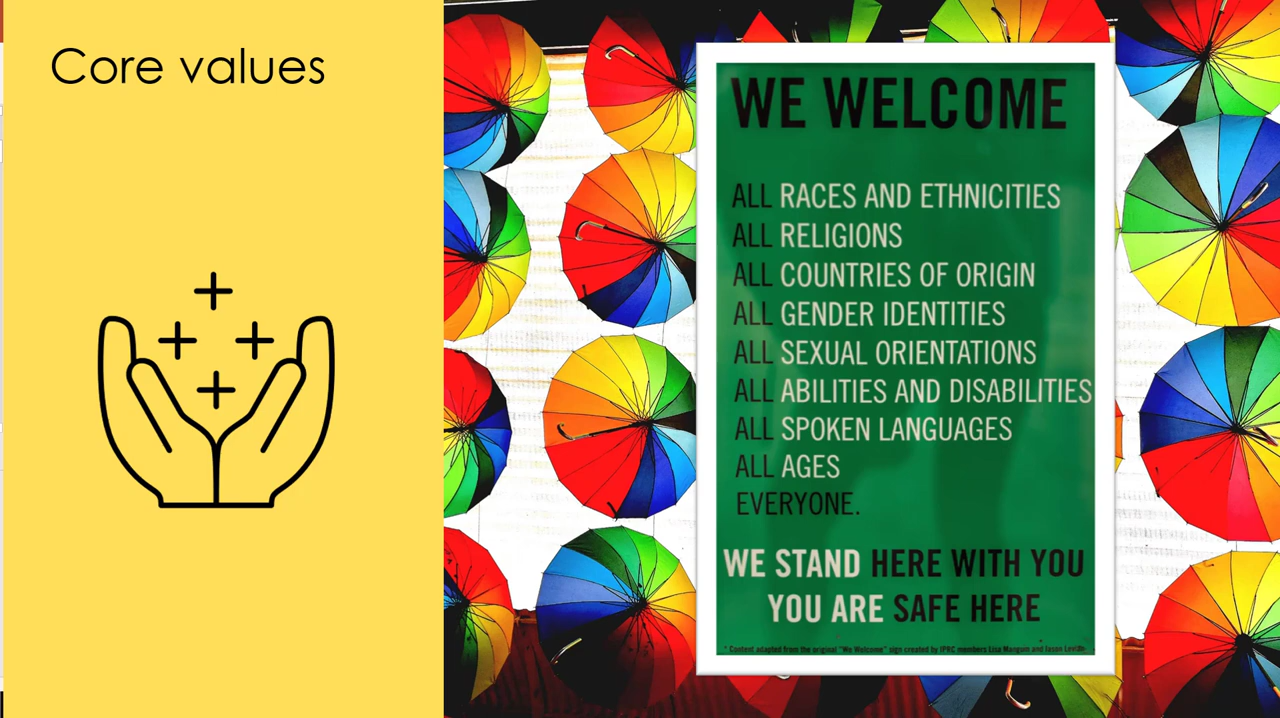 Core values
WE WELCOME
ALL RACES AND ETHNICITIES
ALL RELIGIONS
ALL COUNTRIES OF ORIGIN
ALL GENDER IDENTITIES
ALL SEXUAL ORIENTATIONS
ALL ABILITIES AND DISABILITIES
ALL SPOKEN LANGUAGES
ALL AGES
EVERYONE.
WE STAND HERE WITH YOU
YOU ARE SAFE HERE
* Content adapted from the original "We Welcome" sign created by IPRC members Lisa Mangum and Jason Levian